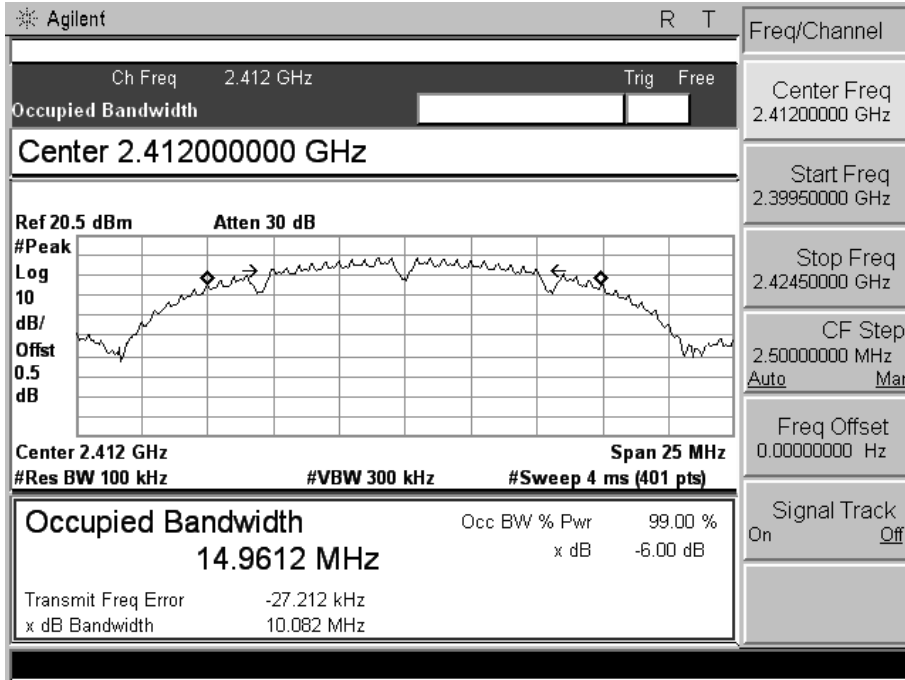 Agilent R T
Ch Freq 2.412 GHz Trig Free
Occupied Bandwidth
Center 2.412000000 GHz
Ref 20.5 dBm Atten 30 dB
#Peak
Log
10
dB/
Offst
0.5
dB
Center 2.412 GHz Span 25 MHz
#Res BW 100 kHz #VBW 300 kHz #Sweep 4 ms (401 pts)
Occupied Bandwidth Occ BW % Pwr 99.00 %
14.9612 MHz x dB -6.00 dB
Transmit Freq Error -27.212 kHz
x dB Bandwidth 10.082 MHz
Freq/Channel
Center Freq
2.41200000 GHz
Start Freq
2.39950000 GHz
Stop Freq
2.42450000 GHz
CF Step
2.50000000 MHz
Auto Mar
Freq Offset
0.00000000 Hz
Signal Track
On Off